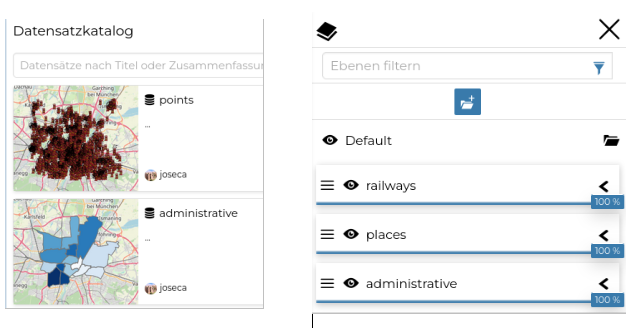 Datensatzkatalog
Datensätze nach Titel oder Zusammenfassun
Garching
bei München
points
...
joseca
Karlsfeld
administrative
...
joseca
Ebenen filtern
Default
railways
100 %
places
100 %
administrative
100 %